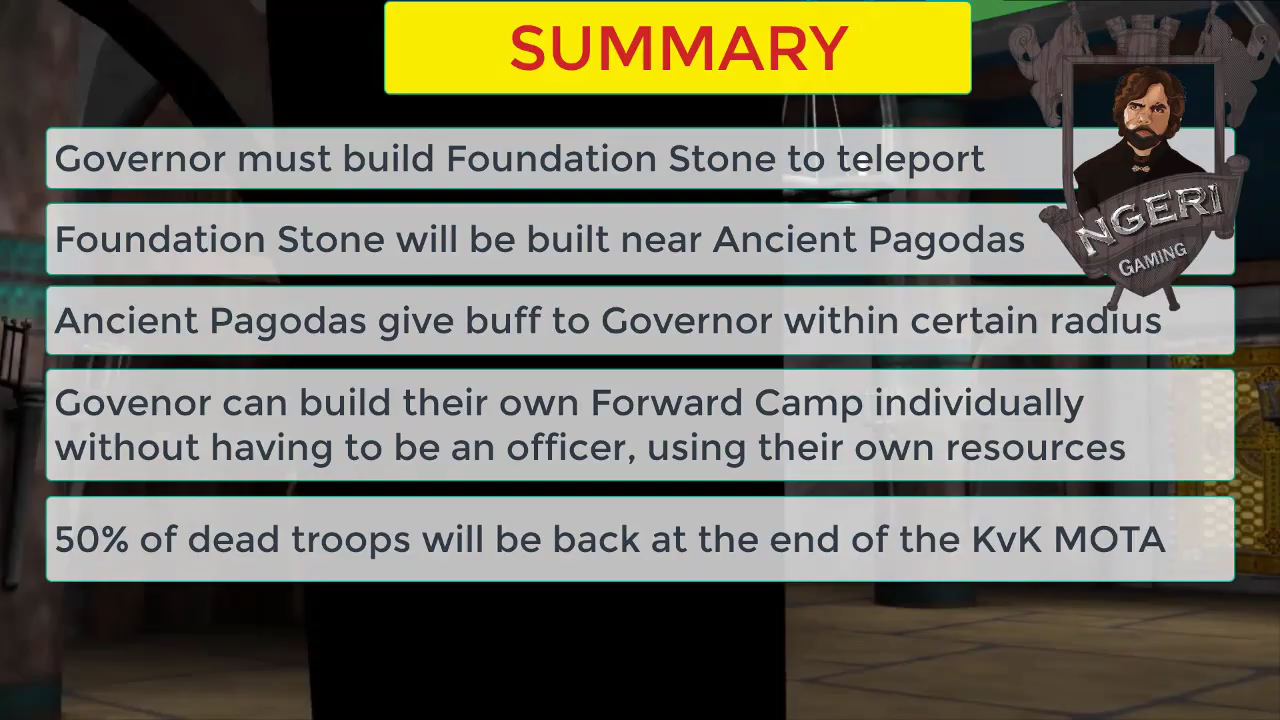 SUMMARY
Governor must build Foundation Stone to teleport
Foundation Stone will be built near Ancient Pagodas
Ancient Pagodas give buff to Governor within certain radius
Govenor can build their own Forward Camp individually
without having to be an officer, using their own resources
50% of dead troops will be back at the end of the KvK MOTA
NGERI
GAMING